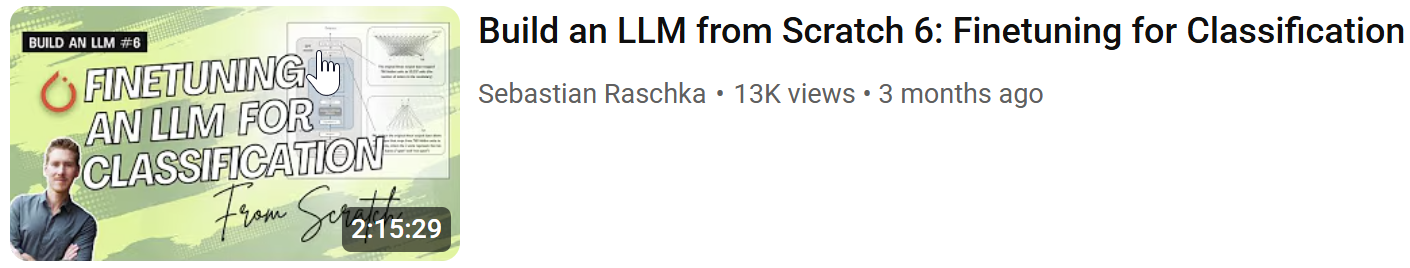 BUILD AN LLM #6
FINETUNING
AN LLM FOR
CLASSIFICATION
From Scratch
2:15:29
Build an LLM from Scratch 6: Finetuning for Classification
Sebastian Raschka • 13K views • 3 months ago